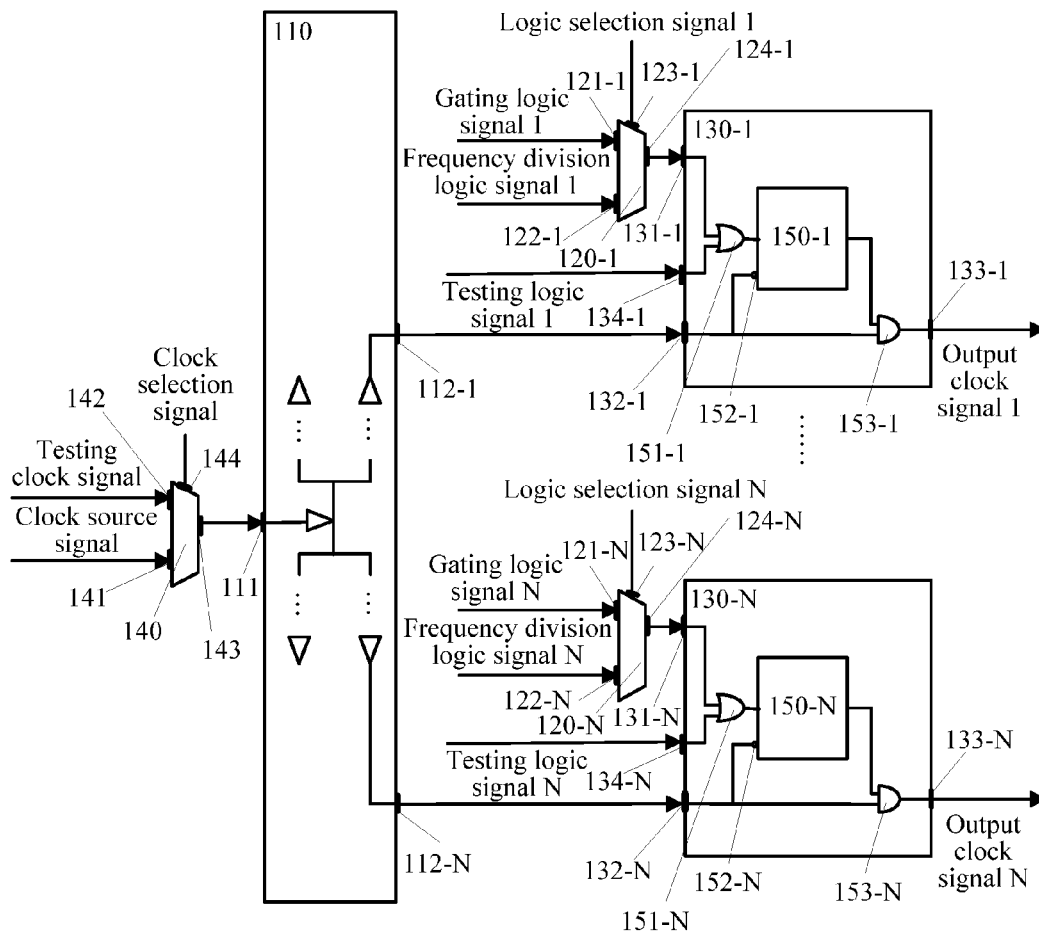 110
Logic selection signal 1
124-1
123-1
121-1
Gating logic
signal 1
130-1
Frequency division
logic signal 1
122-1
120-1
131-1
150-1
133-1
Testing logic
signal 1
134-1
Output
clock
signal 1
112-1
132-1
152-1
153-1
151-1
......
Clock
selection
signal
142
144
Testing
clock signal
Clock source
signal
141
140
143
111
...
...
...
...
Logic selection signal N
124-N
123-N
121-N
Gating logic
signal N
130-N
Frequency division
logic signal N
122-N
120-N
131-N
150-N
133-N
Testing logic
signal N
134-N
Output
clock
signal N
112-N
132-N
152-N
153-N
151-N